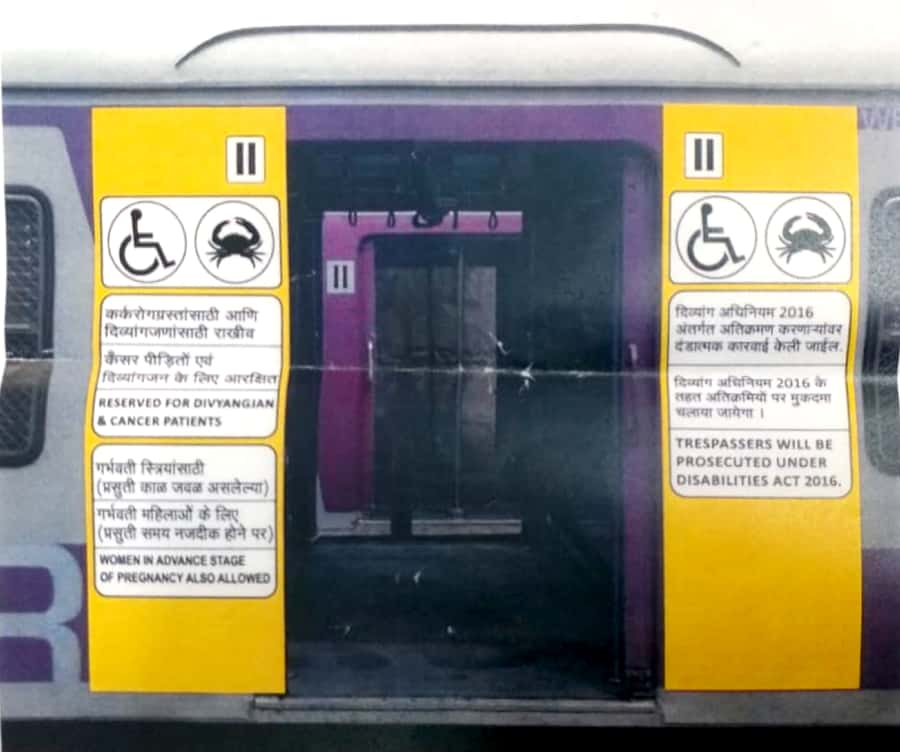 II
कर्करोगग्रस्तांसाठी आणि
दिव्यांगजणांसाठी राखीव
कैंसर पीड़ितों एवं
दिव्यांगजन के लिए आरक्षित
RESERVED FOR DIVYANGJAN
& CANCER PATIENTS
गर्भवती स्त्रियांसाठी
(प्रसुती काळ जवळ असलेल्या)
गर्भवती महिलाओं के लिए
(प्रसुती समय नजदीक होने पर)
WOMEN IN ADVANCE STAGE
OF PREGNANCY ALSO ALLOWED
R
II
II
दिव्यांग अधिनियम 2016
अंतर्गत अतिक्रमण करणाऱ्यांवर
दंडात्मक कारवाई केली जाईल.
दिव्यांग अधिनियम 2016 के
तहत अतिक्रमियों पर मुकदमा
चलाया जायेगा ।
TRESPASSERS WILL BE
PROSECUTED UNDER
DISABILITIES ACT 2016.
WE